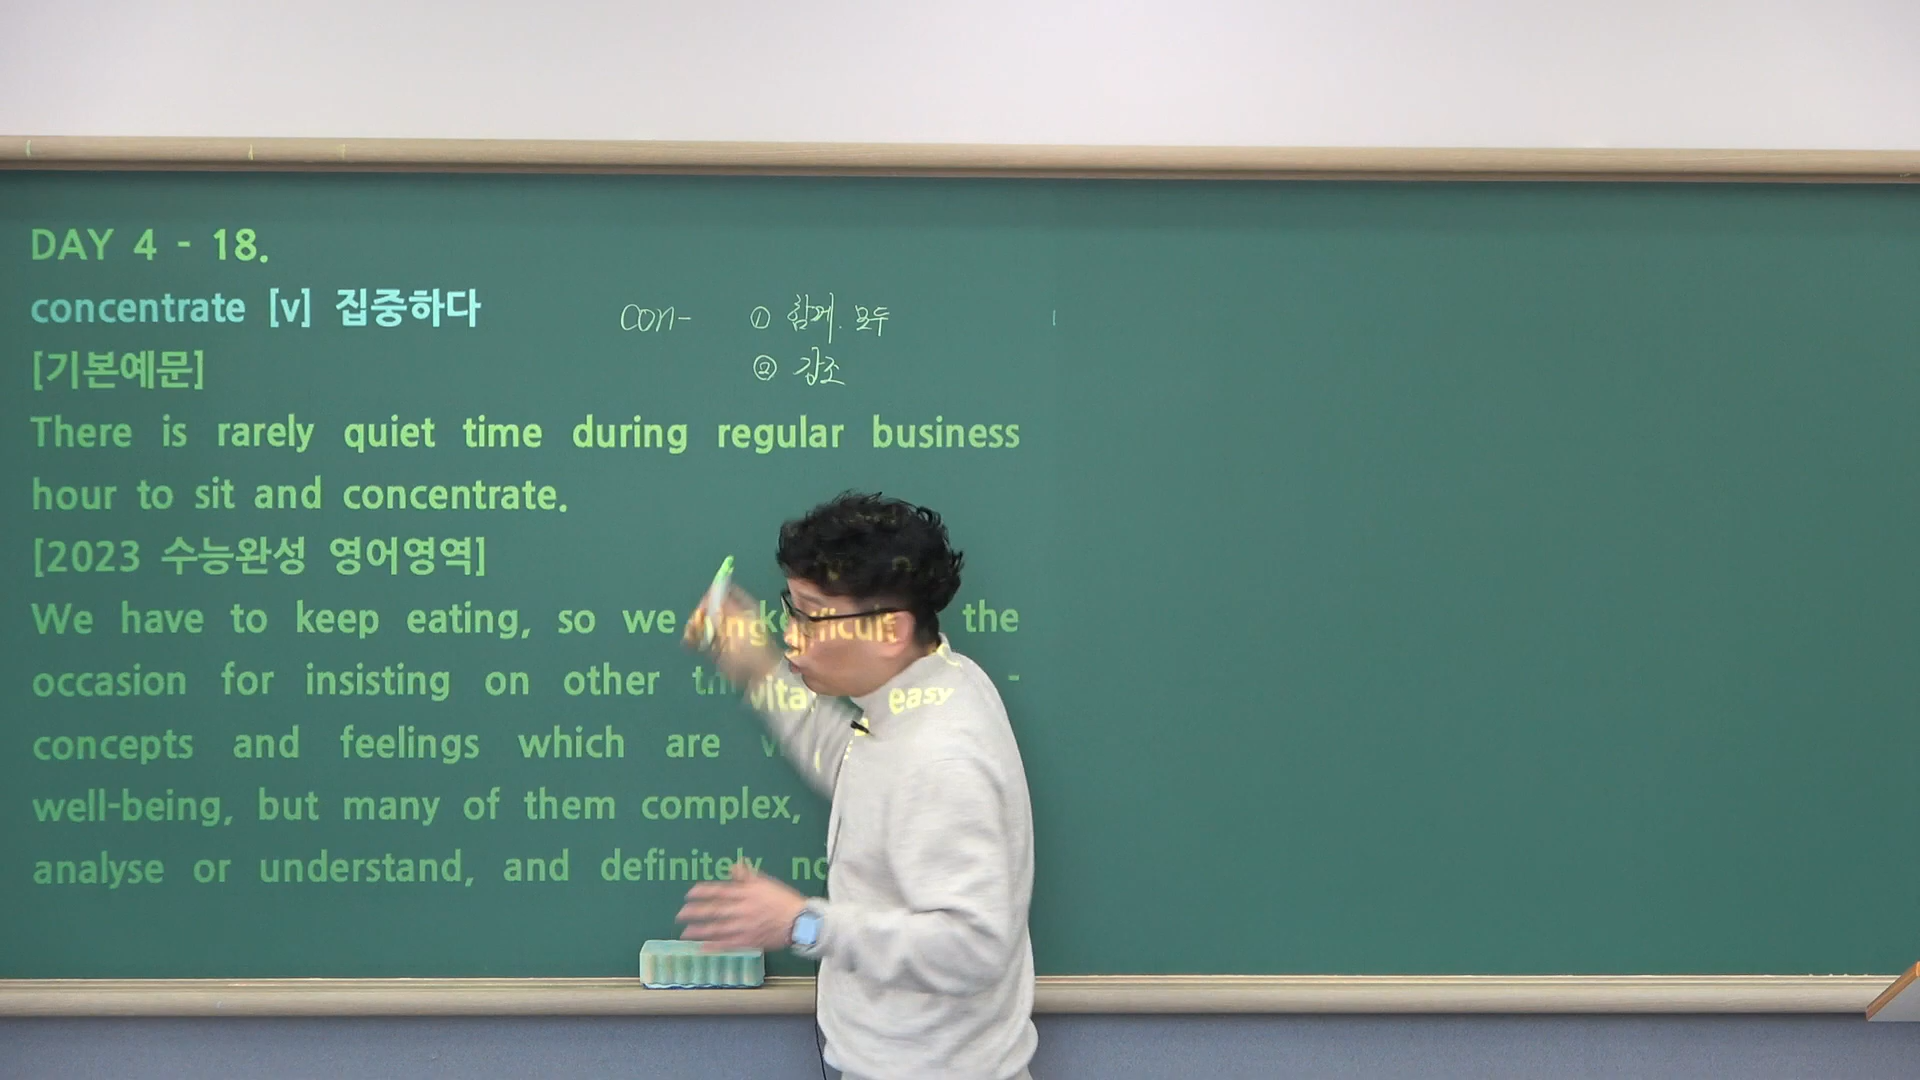 DAY 4 - 18.
concentrate [v] 집중하다
con- ① 함께. 모두
② 강조
[기본예문]
There is rarely quiet time during regular business
hour to sit and concentrate.
[2023 수능완성 영어영역]
We have to keep eating, so we the
occasion for insisting on other -
concepts and feelings which are
well-being, but many of them complex,
analyse or understand, and definitely
easy